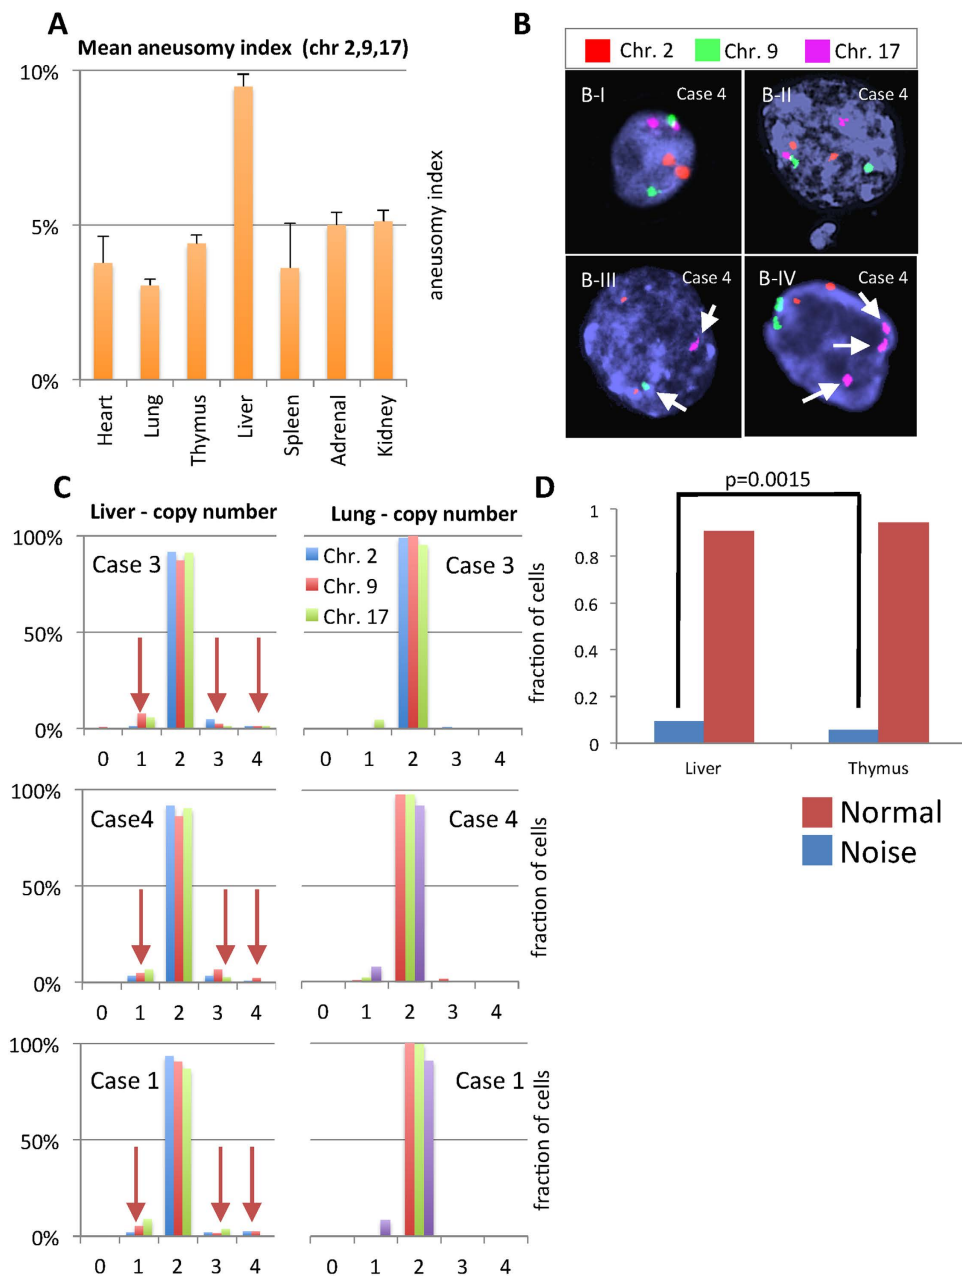 A
Mean aneusomy index (chr 2,9,17)
10%
5%
0%
aneusomy index
Heart
Lung
Thymus
Liver
Spleen
Adrenal
Kidney
B
Chr. 2
Chr. 9
Chr. 17
B-I
Case 4
B-II
Case 4
B-III
Case 4
B-IV
Case 4
C
Liver - copy number
100%
Case 3
50%
0%
0 1 2 3 4
Lung - copy number
Chr. 2
Chr. 9
Chr. 17
Case 3
fraction of cells
0 1 2 3 4
100%
Case4
50%
0%
0 1 2 3 4
Case 4
fraction of cells
0 1 2 3 4
100%
Case 1
50%
0%
0 1 2 3 4
Case 1
fraction of cells
0 1 2 3 4
D
p=0.0015
1
0.8
0.6
0.4
0.2
0
Liver
Thymus
Normal
Noise